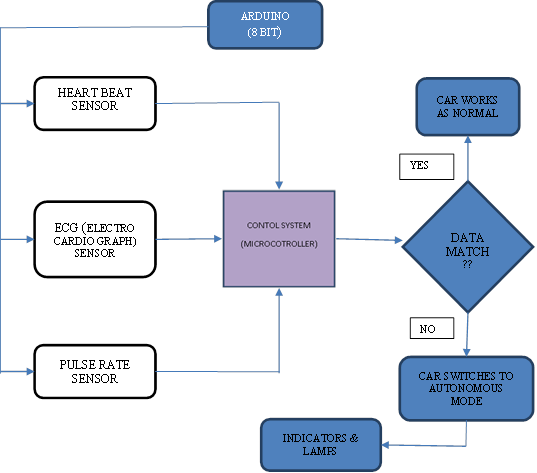 ARDUINO
(8 BIT)
HEART BEAT
SENSOR
CAR WORKS
AS NORMAL
YES
ECG (ELECTRO
CARDIO GRAPH)
SENSOR
CONTOL SYSTEM
(MICROCOTROLLER)
DATA
MATCH
??
NO
PULSE RATE
SENSOR
CAR SWITCHES TO
AUTONOMOUS
MODE
INDICATORS &
LAMPS